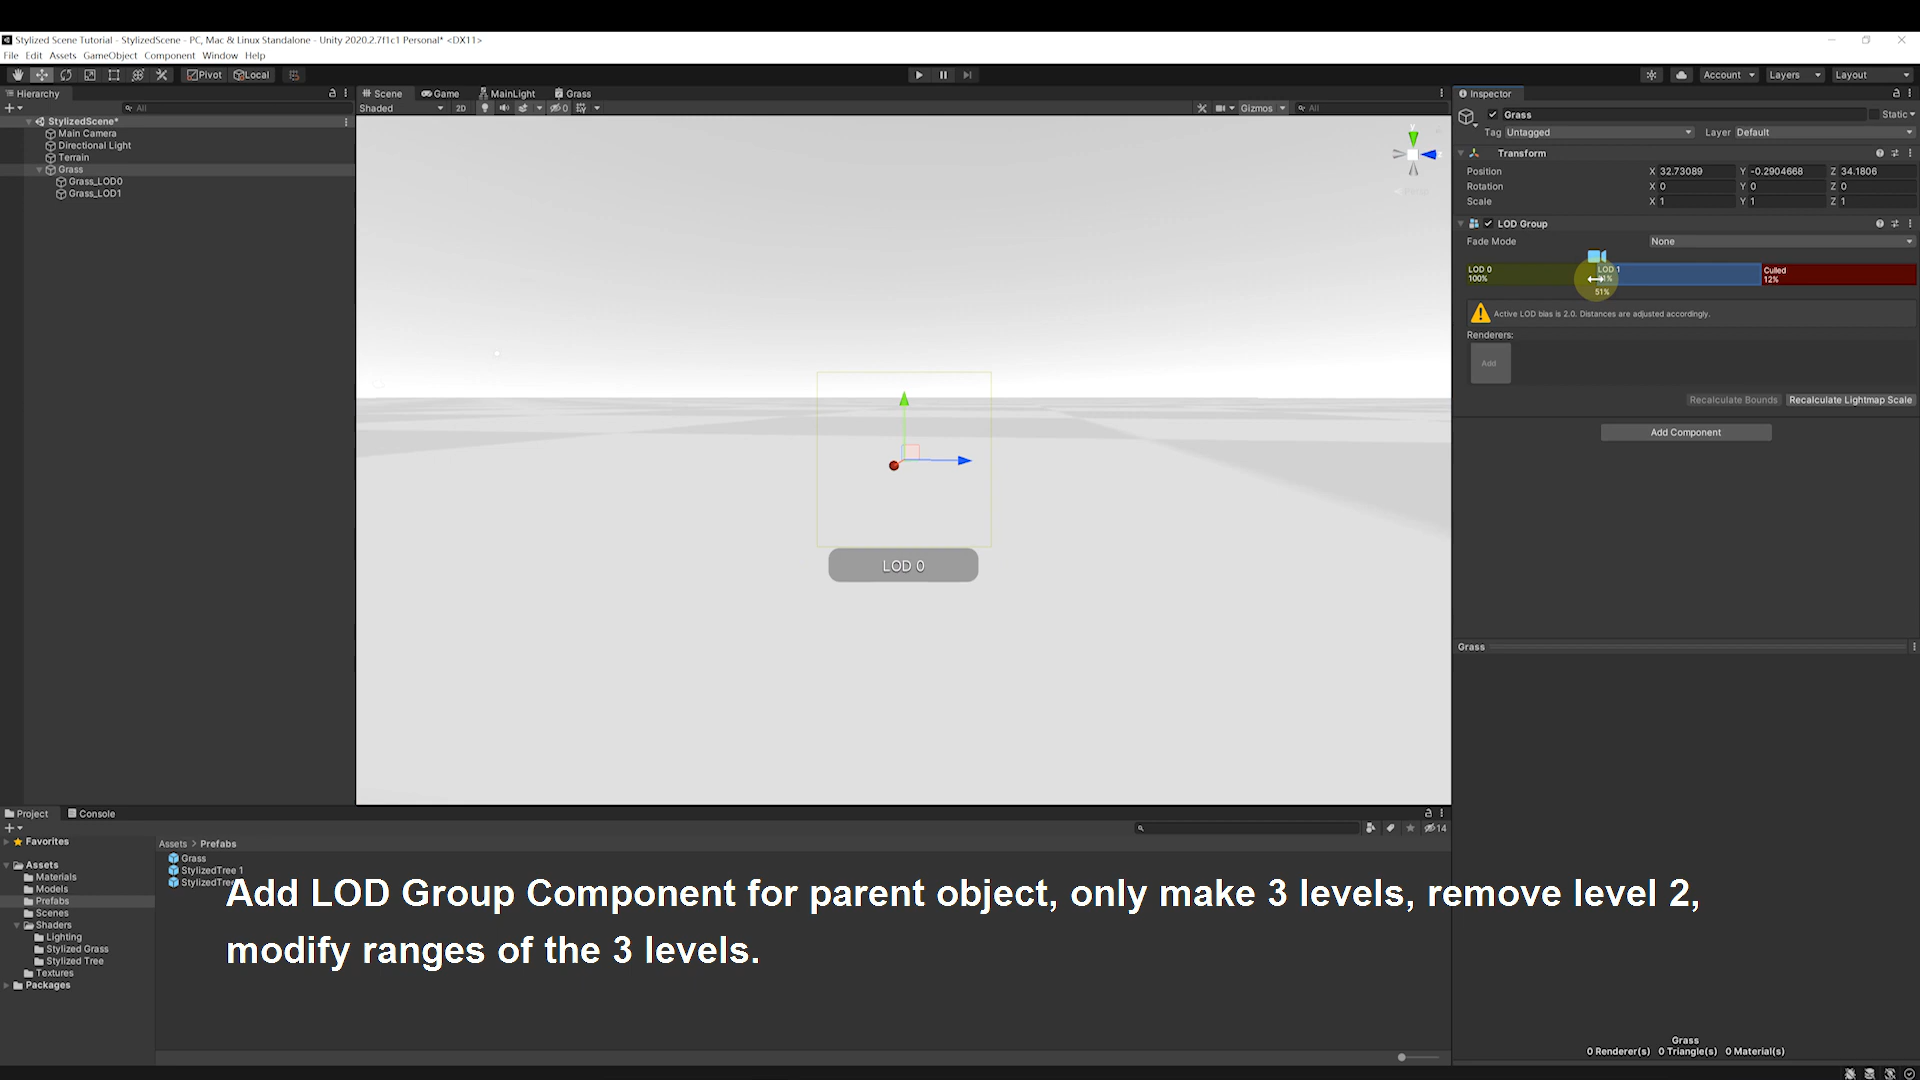 Stylized Scene Tutorial - StylizedScene - PC, Mac & Linux Standalone - Unity 2020.2.7f1c1 Personal* <DX11>
File Edit Assets GameObject Component Window Help
Pivot Local Account Layers Layout
Hierarchy
All
StylizedScene*
Main Camera
Directional Light
Terrain
Grass
Grass_LOD0
Grass_LOD1
Scene Game MainLight Grass
Shaded 2D 0 Gizmos All
LOD 0
Inspector
Grass Static
Tag Untagged Layer Default
Transform
Position X 32.73089 Y -0.2904668 Z 34.1806
Rotation X 0 Y 0 Z 0
Scale X 1 Y 1 Z 1
LOD Group
Fade Mode None
LOD 0 LOD 1 Culled
100% 12%
51%
Active LOD bias is 2.0. Distances are adjusted accordingly.
Renderers:
Add
Recalculate Bounds Recalculate Lightmap Scale
Add Component
Grass
Project Console
14
Favorites
Assets
Materials
Models
Prefabs
Scenes
Shaders
Lighting
Stylized Grass
Stylized Tree
Textures
Packages
Assets > Prefabs
Grass
StylizedTree 1
StylizedTree
Add LOD Group Component for parent object, only make 3 levels, remove level 2,
modify ranges of the 3 levels.
Grass
0 Renderer(s) 0 Triangle(s) 0 Material(s)